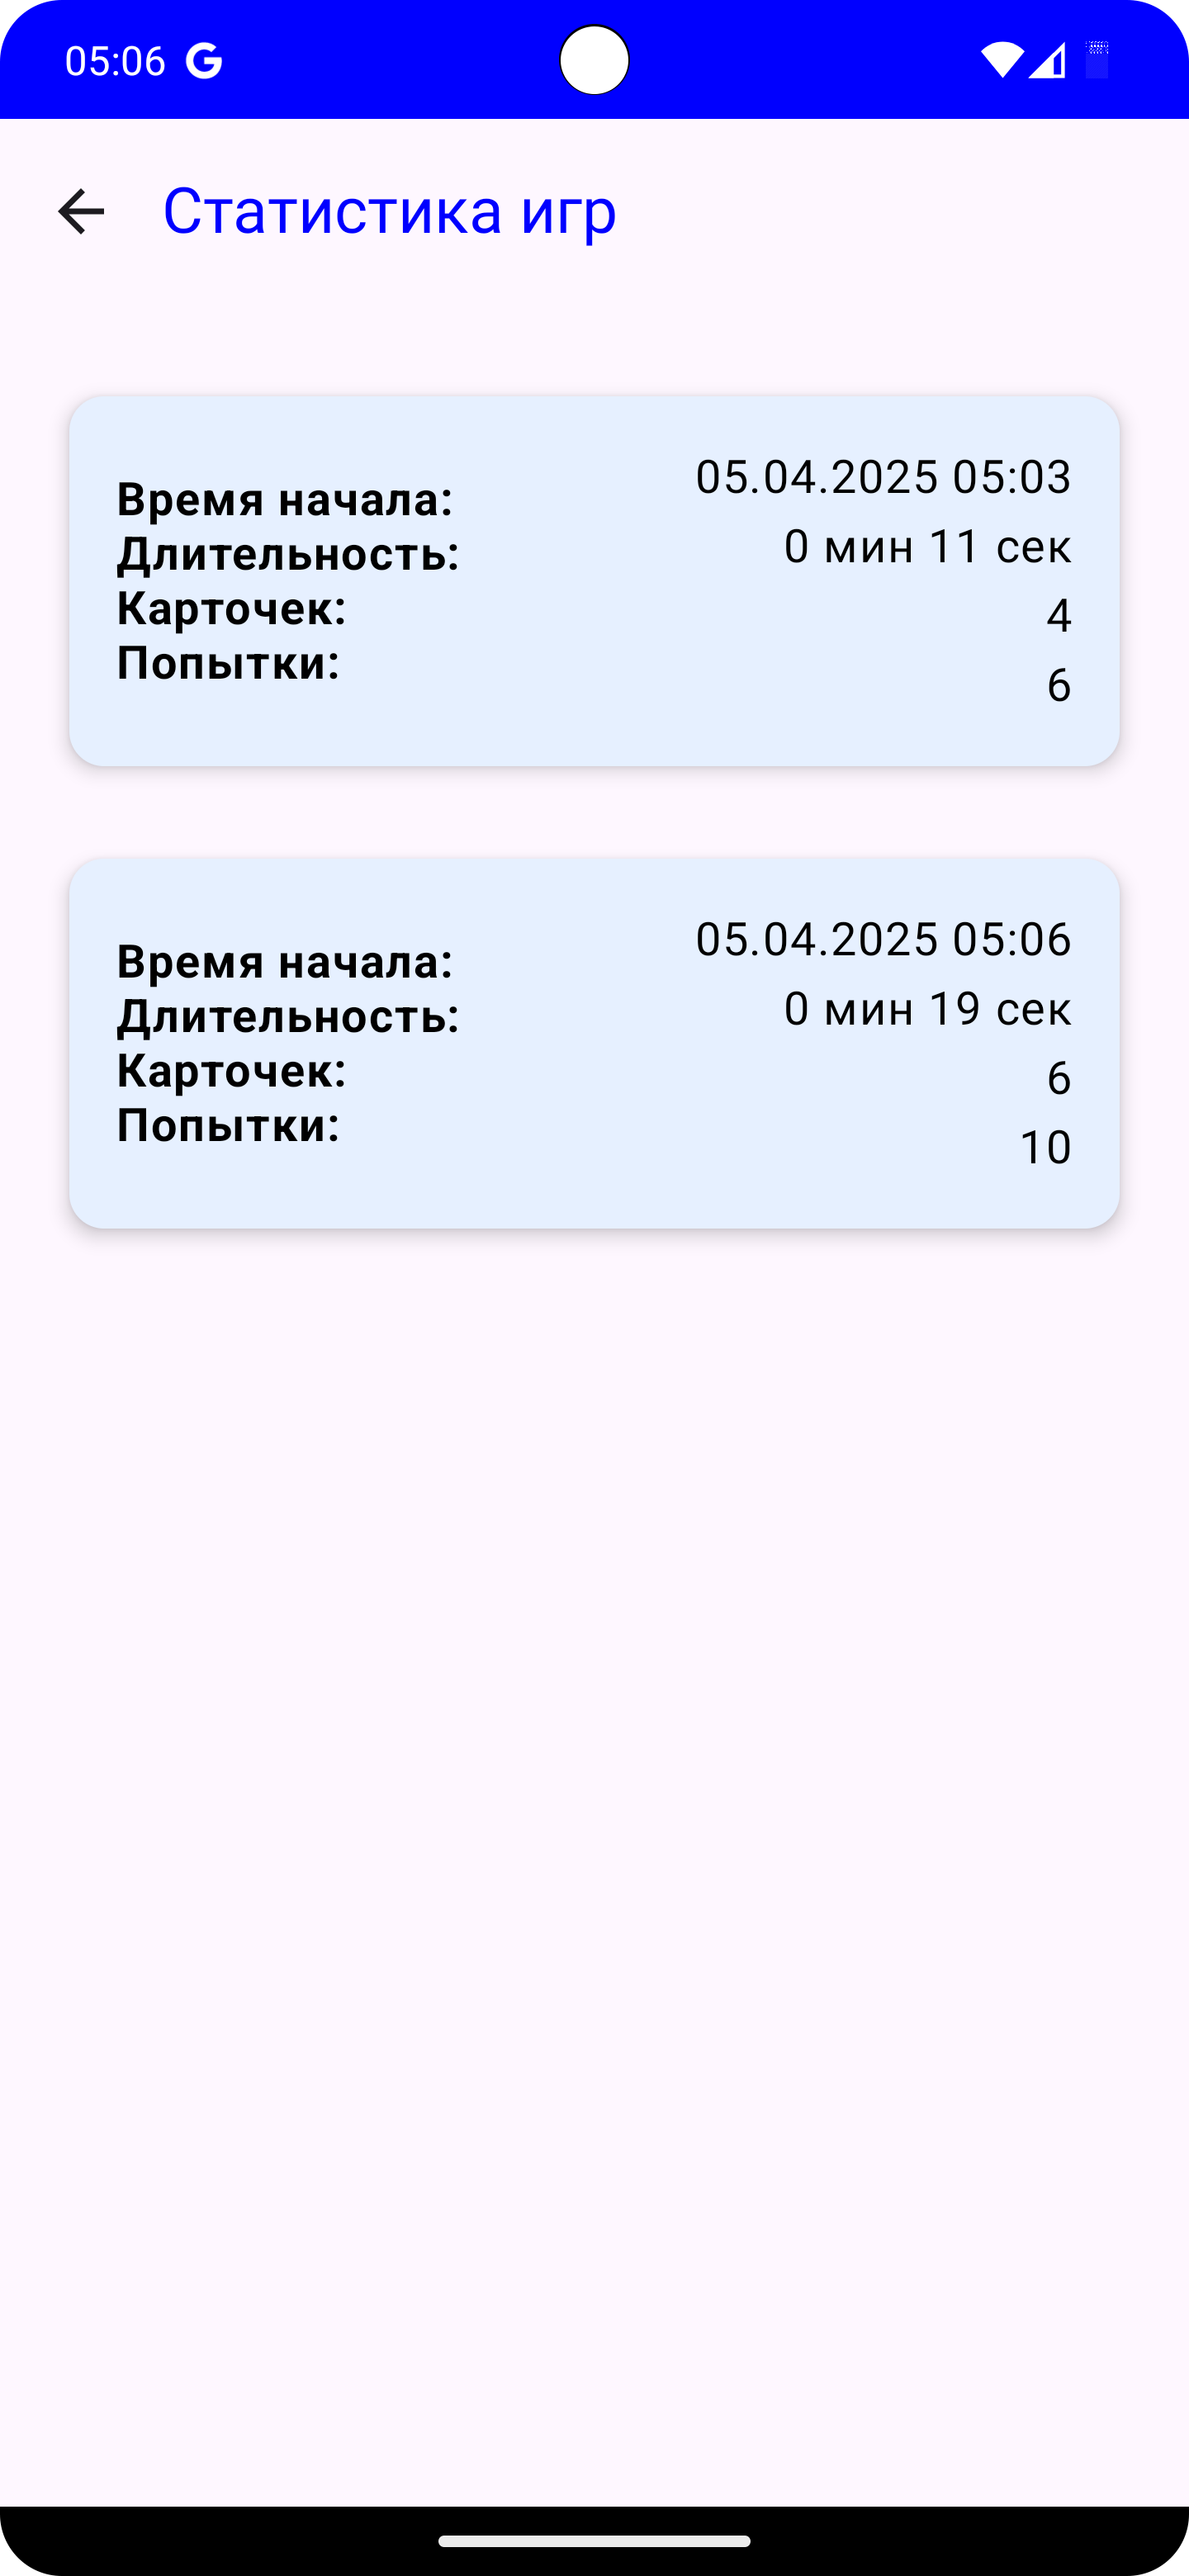 05:06
Статистика игр
Время начала: 05.04.2025 05:03
Длительность: 0 мин 11 сек
Карточек: 4
Попытки: 6
Время начала: 05.04.2025 05:06
Длительность: 0 мин 19 сек
Карточек: 6
Попытки: 10